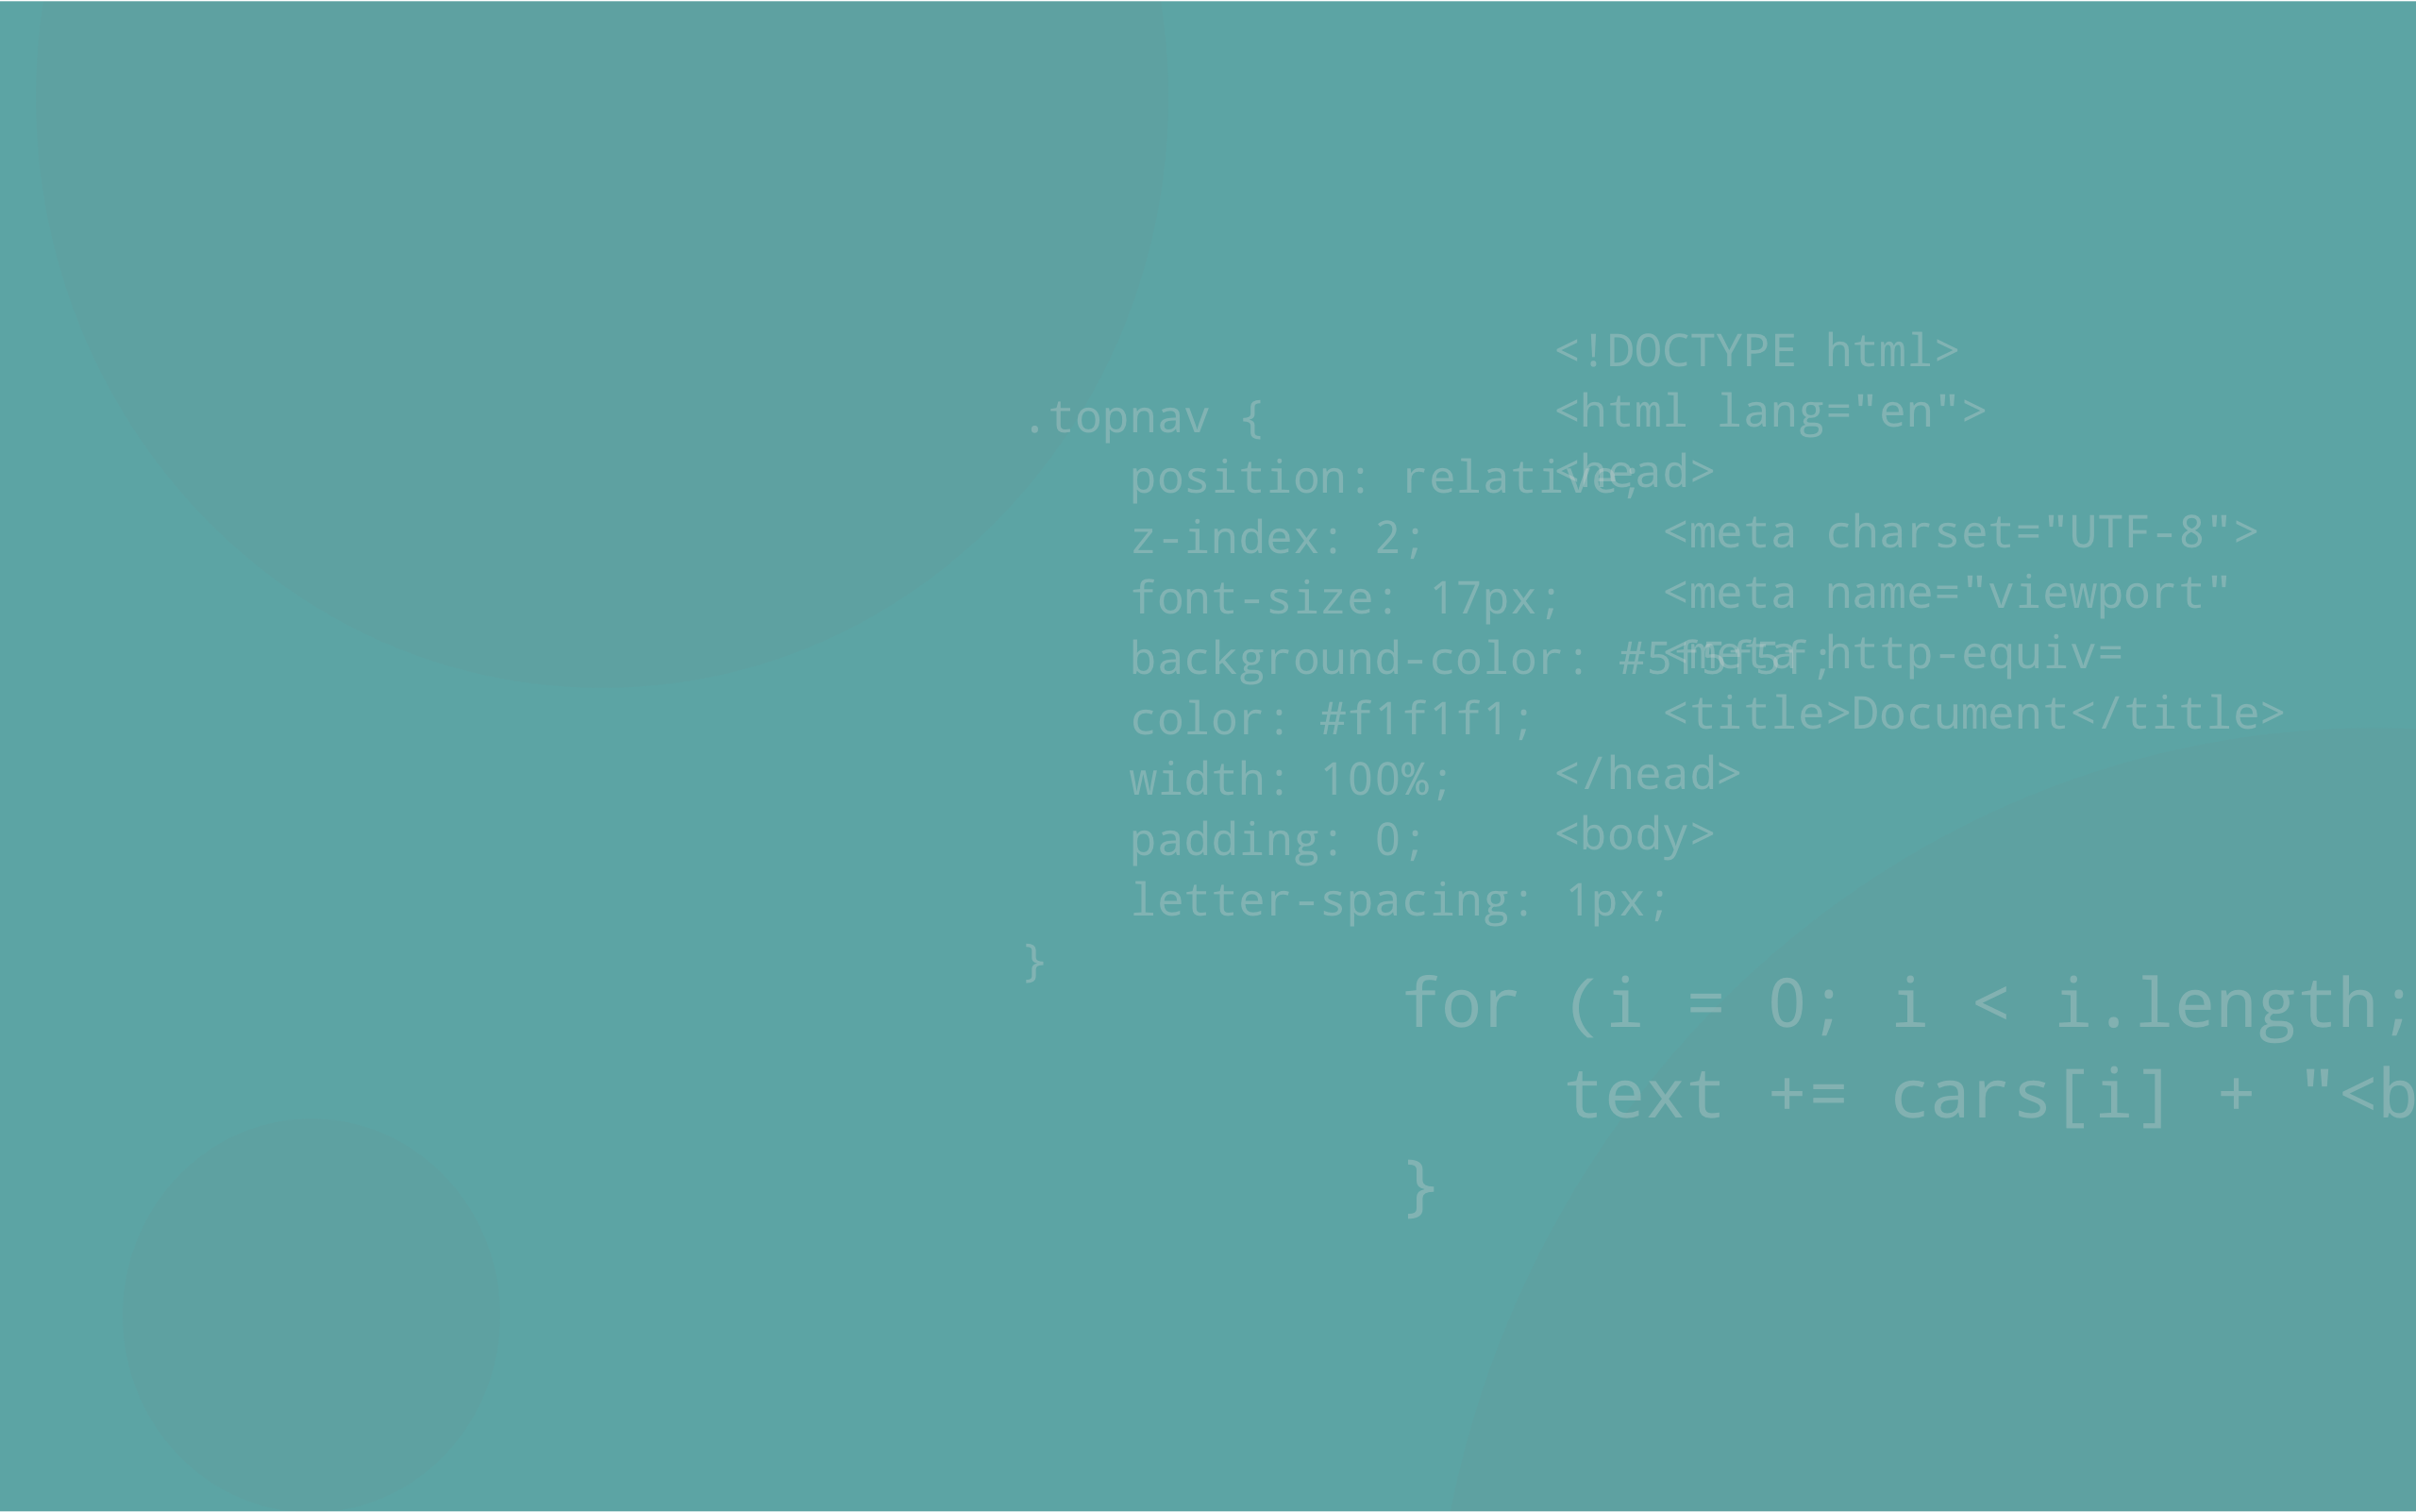 .topnav {
position: relative;
z-index: 2;
font-size: 17px;
background-color: #5f5f5f;
color: #f1f1f1;
width: 100%;
padding: 0;
letter-spacing: 1px;
}
<!DOCTYPE html>
<html lang="en">
<head>
<meta charset="UTF-8">
<meta name="viewport"
<meta http-equiv=
<title>Document</title>
</head>
<body>
for (i = 0; i < i.length;
text += cars[i] + "<b
}